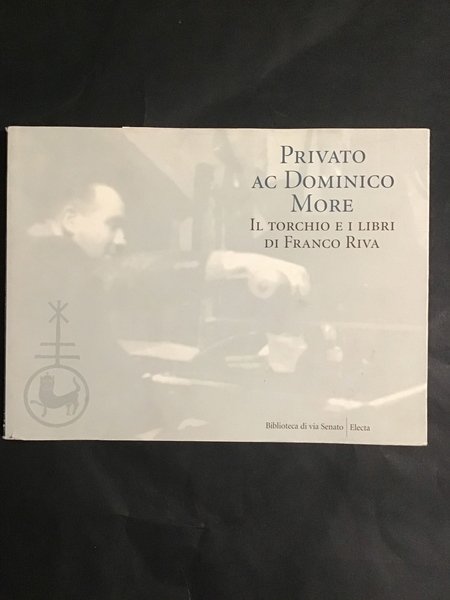 PRIVATO
AC DOMINICO
MORE
IL TORCHIO E I LIBRI
DI FRANCO RIVA
Biblioteca di via Senato | Electa